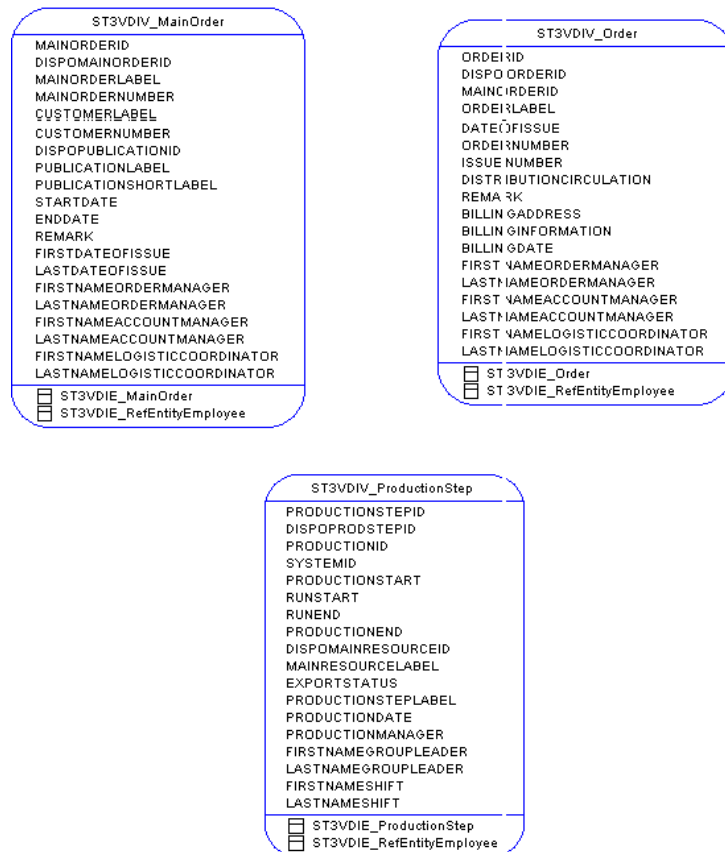 ST3VDIV_MainOrder
MAINORDERID
DISPOMAINORDERID
MAINORDERLABEL
MAINORDERNUMBER
CUSTOMERLABEL
CUSTOMERNUMBER
DISPOPUBLICATIONID
PUBLICATIONLABEL
PUBLICATIONSHORTLABEL
STARTDATE
ENDDATE
REMARK
FIRSTDATEOFISSUE
LASTDATEOFISSUE
FIRSTNAMEORDERMANAGER
LASTNAMEORDERMANAGER
FIRSTNAMEACCOUNTMANAGER
LASTNAMEACCOUNTMANAGER
FIRSTNAMELOGISTICCOORDINATOR
LASTNAMELOGISTICCOORDINATOR
ST3VDIE_MainOrder
ST3VDIE_RefEntityEmployee
ST3VDIV_Order
ORDERID
DISPOORDERID
MAINORDERID
ORDERLABEL
DATEOFISSUE
ORDERNUMBER
ISSUENUMBER
DISTRIBUTIONCIRCULATION
REMARK
BILLINGADDRESS
BILLINGINFORMATION
BILLINGDATE
FIRSTNAMEORDERMANAGER
LASTNAMEORDERMANAGER
FIRSTNAMEACCOUNTMANAGER
LASTNAMEACCOUNTMANAGER
FIRSTNAMELOGISTICCOORDINATOR
LASTNAMELOGISTICCOORDINATOR
ST3VDIE_Order
ST3VDIE_RefEntityEmployee
ST3VDIV_ProductionStep
PRODUCTIONSTEPID
DISPOPRODSTEPID
PRODUCTIONID
SYSTEMID
PRODUCTIONSTART
RUNSTART
RUNEND
PRODUCTIONEND
DISPOMAINRESOURCEID
MAINRESOURCELABEL
EXPORTSTATUS
PRODUCTIONSTEPLABEL
PRODUCTIONDATE
PRODUCTIONMANAGER
FIRSTNAMEGROUPLEADER
LASTNAMEGROUPLEADER
FIRSTNAMESHIFT
LASTNAMESHIFT
ST3VDIE_ProductionStep
ST3VDIE_RefEntityEmployee